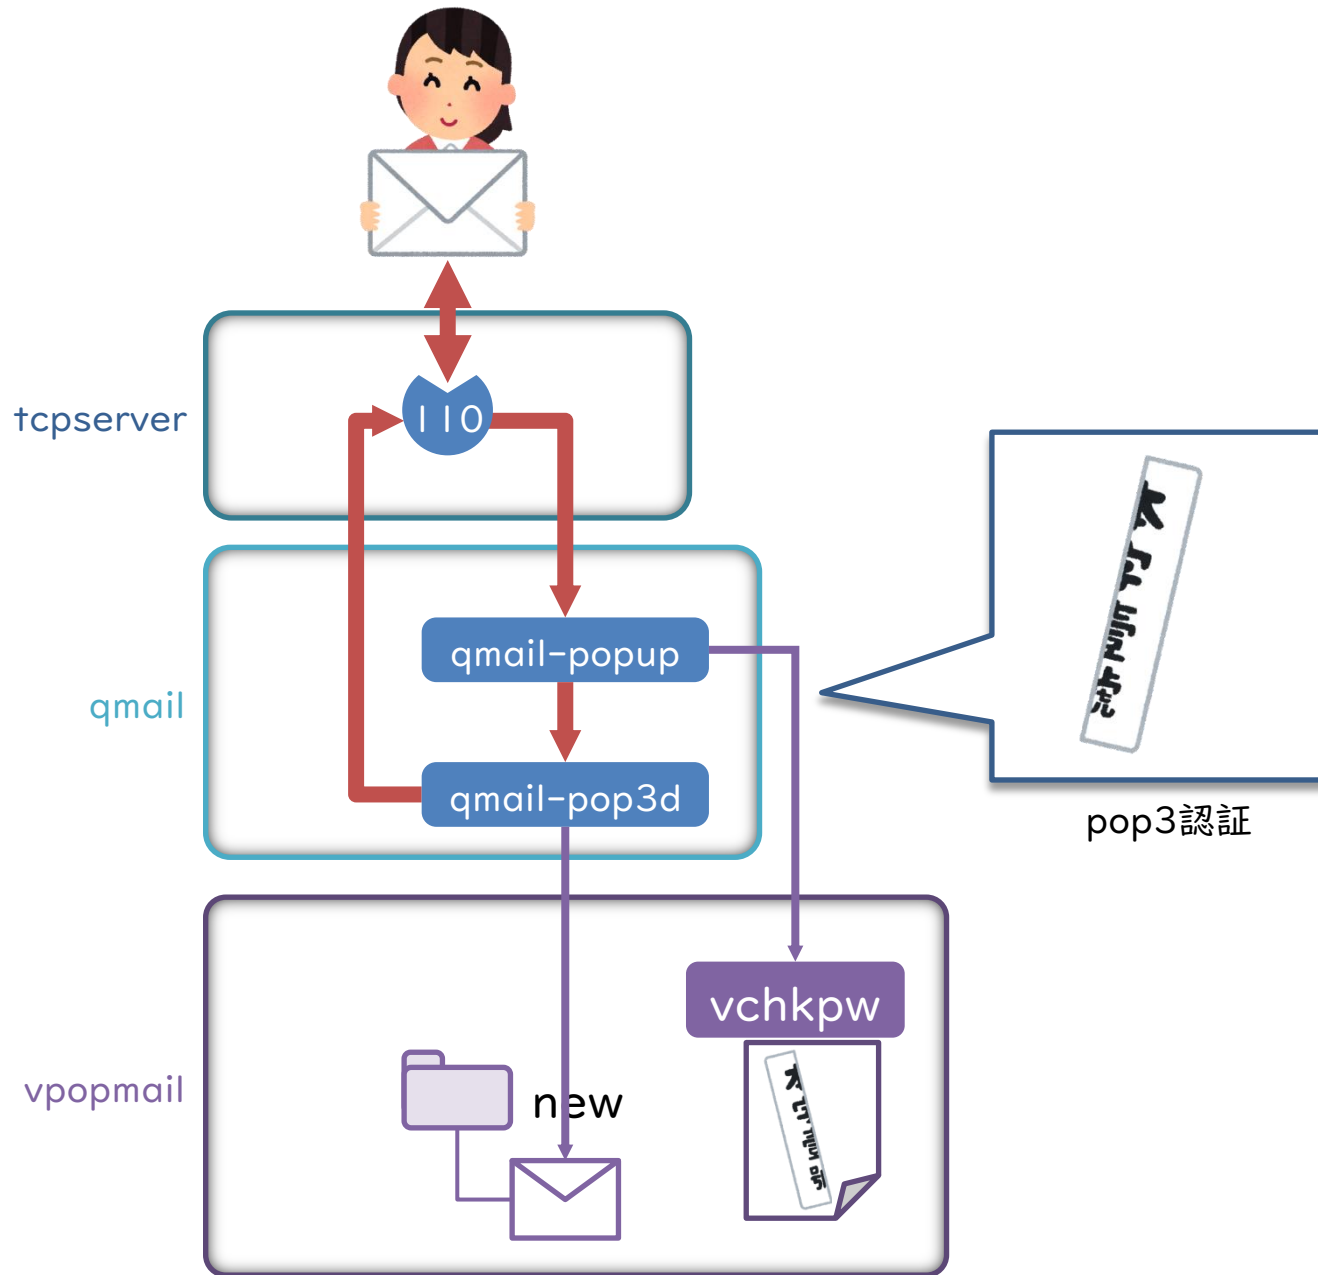 110
tcpserver
qmail-popup
qmail
qmail-pop3d
pop3認証
vchkpw
vpopmail
new